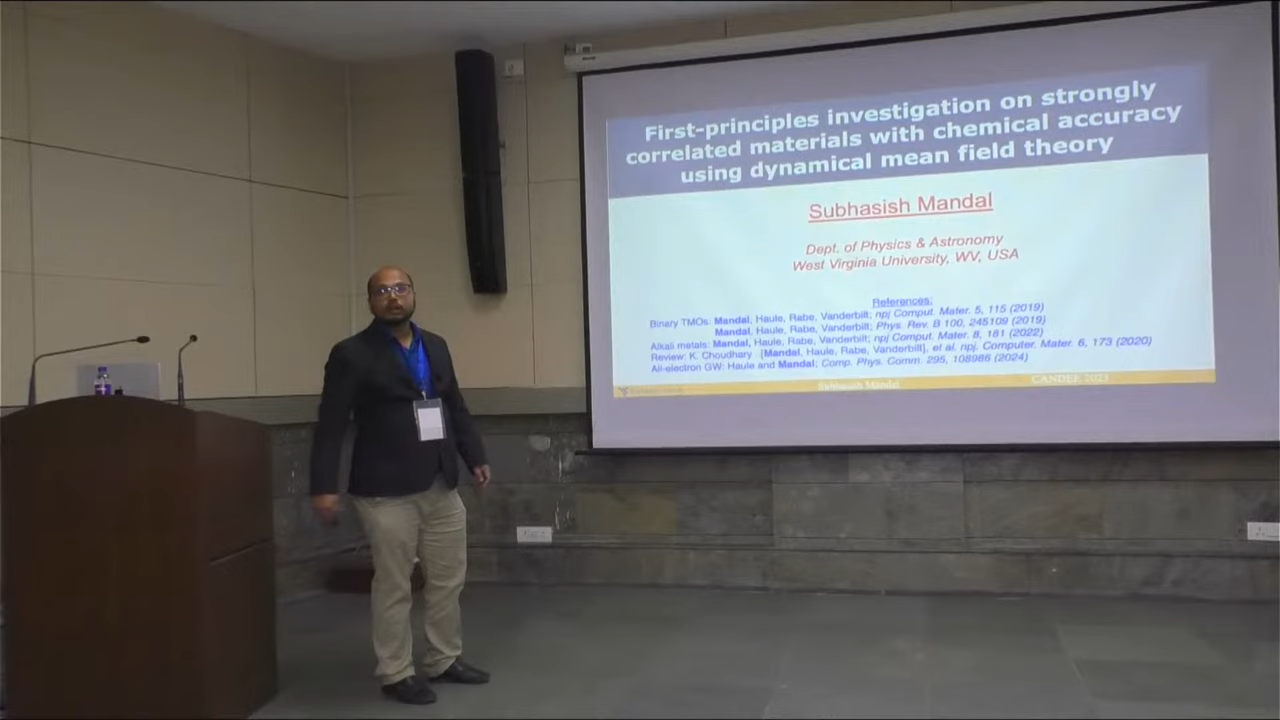 First-principles investigation on strongly
correlated materials with chemical accuracy
using dynamical mean field theory
Subhasish Mandal
Dept. of Physics & Astronomy
West Virginia University, WV, USA
References:
Binary TMOs: Mandal, Haule, Rabe, Vanderbilt; npj Comput. Mater. 5, 115 (2019)
Mandal, Haule, Rabe, Vanderbilt; Phys. Rev. B 100, 245109 (2019)
Alkali metals: Mandal, Haule, Rabe, Vanderbilt; npj Comput. Mater. 8, 181 (2022)
Review: K. Choudhary [Mandal, Haule, Rabe, Vanderbilt], et al. npj. Computer. Mater. 6, 173 (2020)
All-electron GW: Haule and Mandal; Comp. Phys. Comm. 295, 108986 (2024)
Subhasish Mandal CANDEE 2023